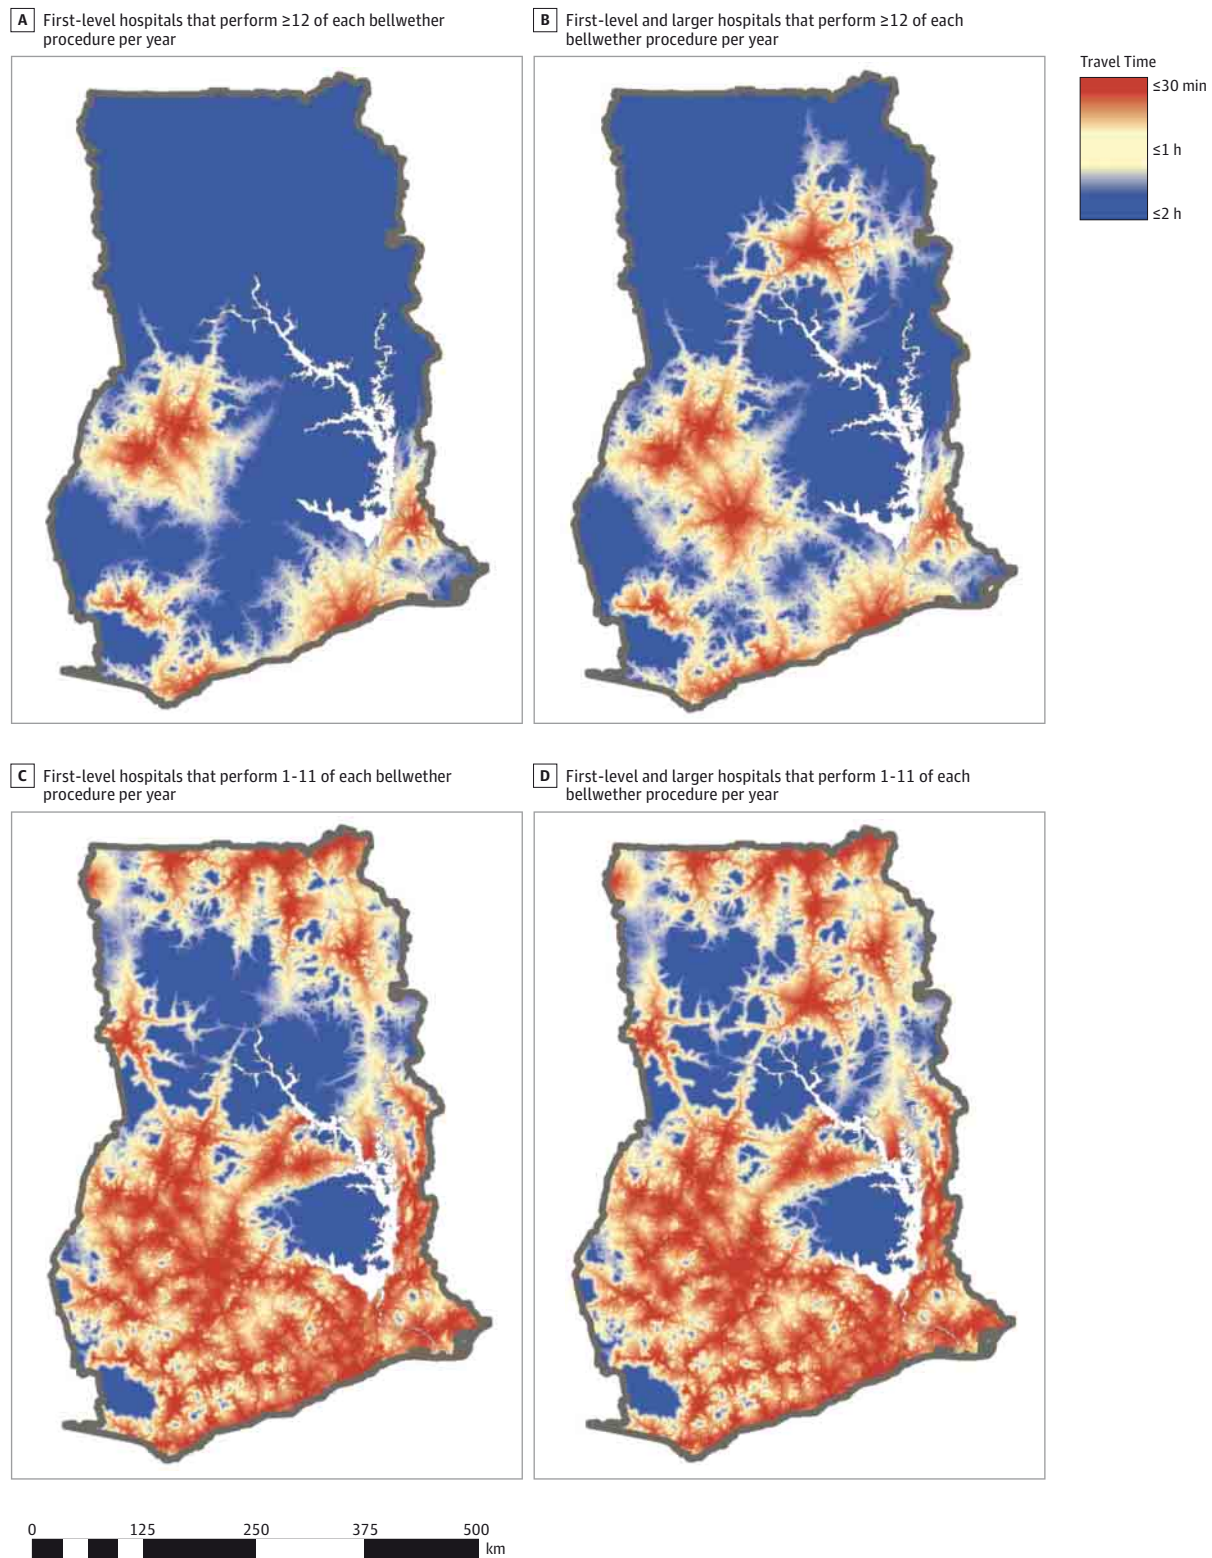 A First-level hospitals that perform ≥12 of each bellwether
procedure per year
B First-level and larger hospitals that perform ≥12 of each
bellwether procedure per year
Travel Time
≤30 min
≤1 h
≤2 h
C First-level hospitals that perform 1-11 of each bellwether
procedure per year
D First-level and larger hospitals that perform 1-11 of each
bellwether procedure per year
0 125 250 375 500
km